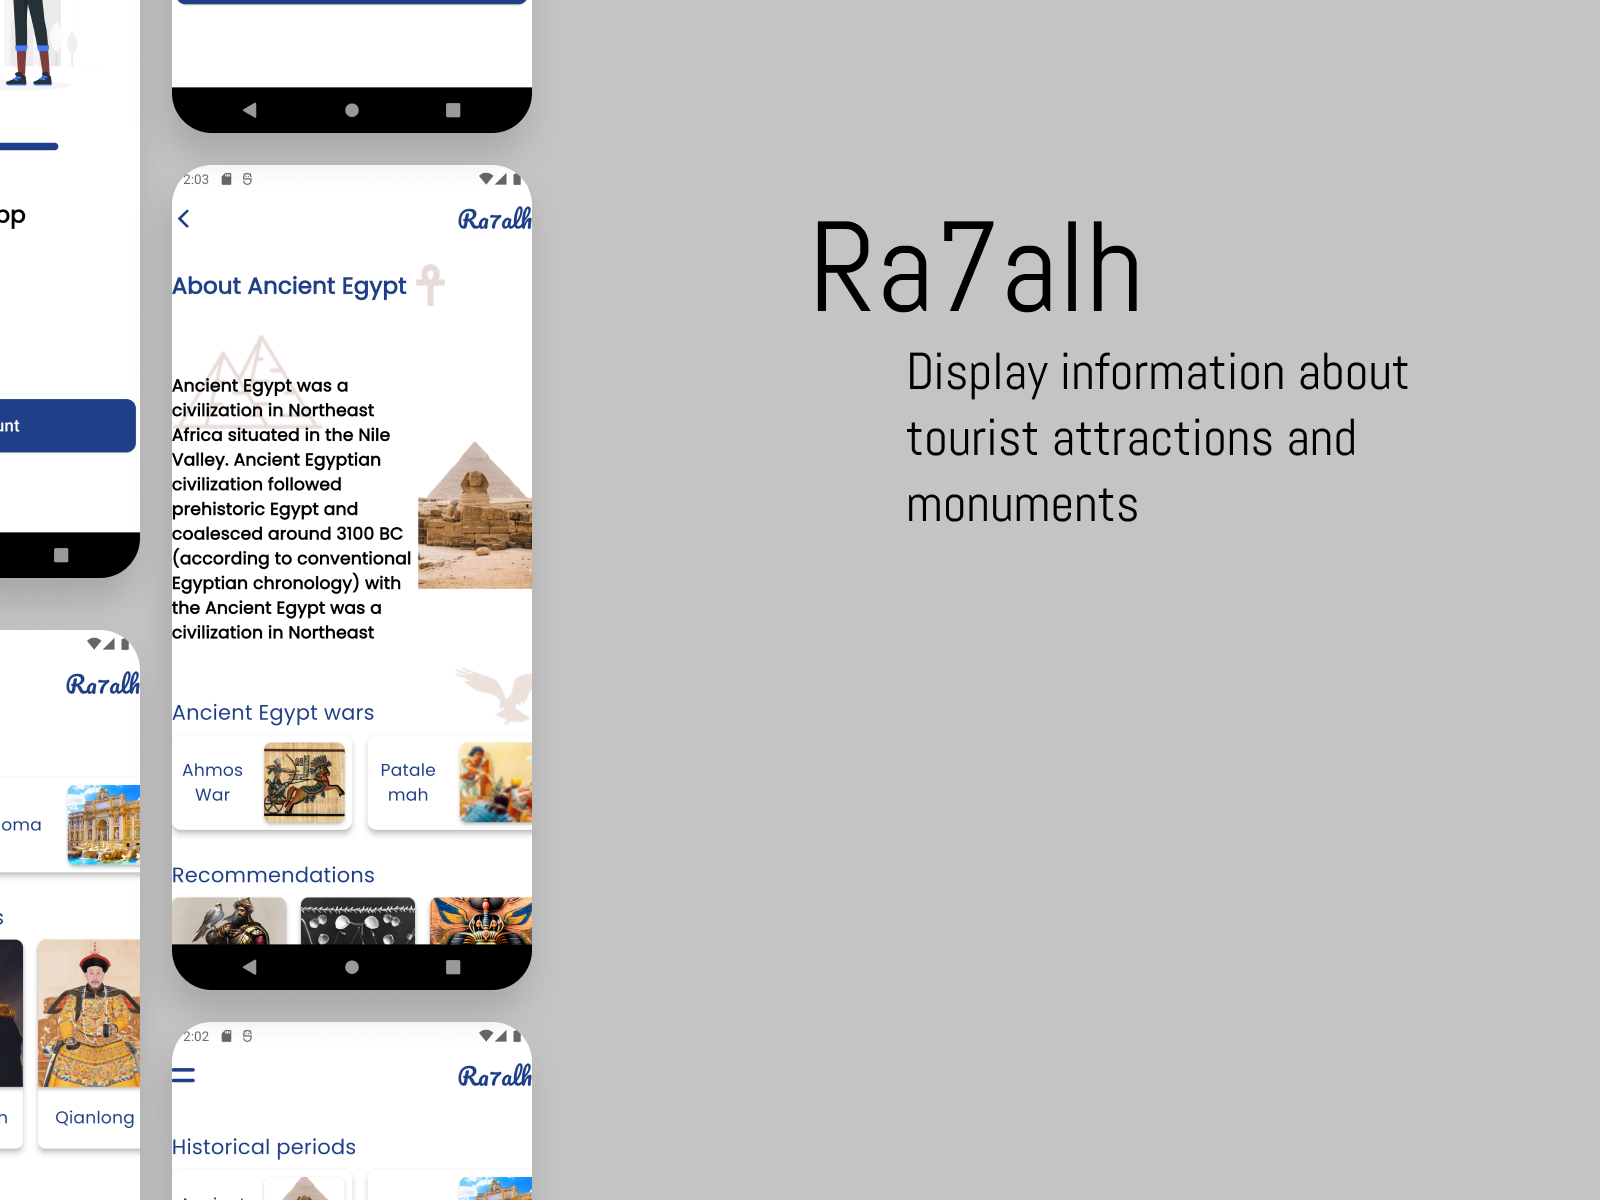 Ra7alh
Display information about
tourist attractions and
monuments
2:03
Ra7alh
About Ancient Egypt
Ancient Egypt was a
civilization in Northeast
Africa situated in the Nile
Valley. Ancient Egyptian
civilization followed
prehistoric Egypt and
coalesced around 3100 BC
(according to conventional
Egyptian chronology) with
the Ancient Egypt was a
civilization in Northeast
Ancient Egypt wars
Ahmos
War
Patale
mah
Recommendations
2:02
Ra7alh
Historical periods
Ra7alh
oma
Qianlong